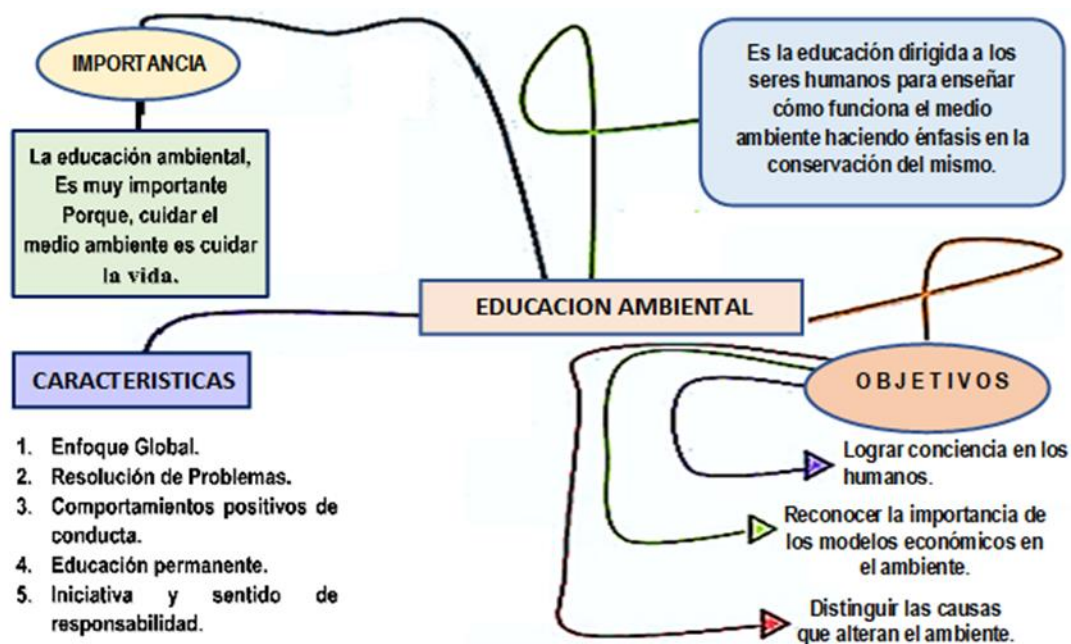 IMPORTANCIA
La educación ambiental,
Es muy importante
Porque, cuidar el
medio ambiente es cuidar
la vida.
Es la educación dirigida a los
seres humanos para enseñar
cómo funciona el medio
ambiente haciendo énfasis en la
conservación del mismo.
EDUCACION AMBIENTAL
CARACTERISTICAS
1. Enfoque Global.
2. Resolución de Problemas.
3. Comportamientos positivos de
conducta.
4. Educación permanente.
5. Iniciativa y sentido de
responsabilidad.
OBJETIVOS
Lograr conciencia en los
humanos.
Reconocer la importancia de
los modelos económicos en
el ambiente.
Distinguir las causas
que alteran el ambiente.